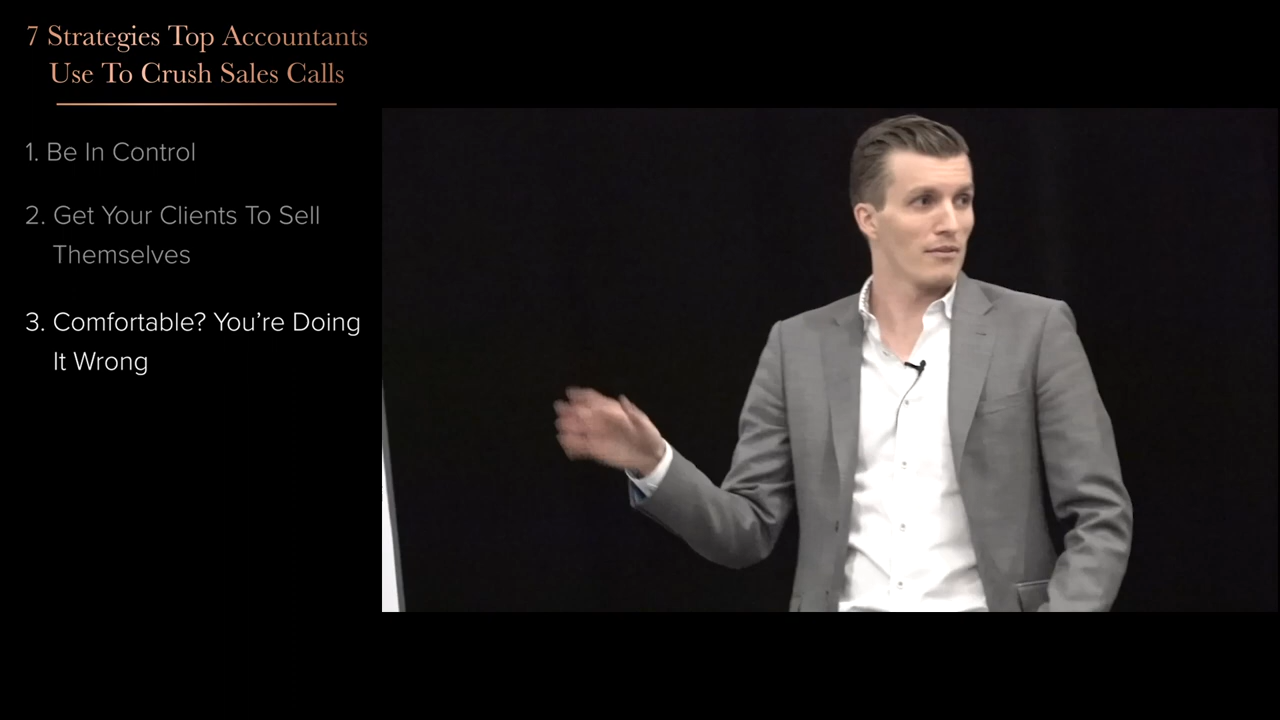 7 Strategies Top Accountants
Use To Crush Sales Calls
1. Be In Control
2. Get Your Clients To Sell
Themselves
3. Comfortable? You’re Doing
It Wrong